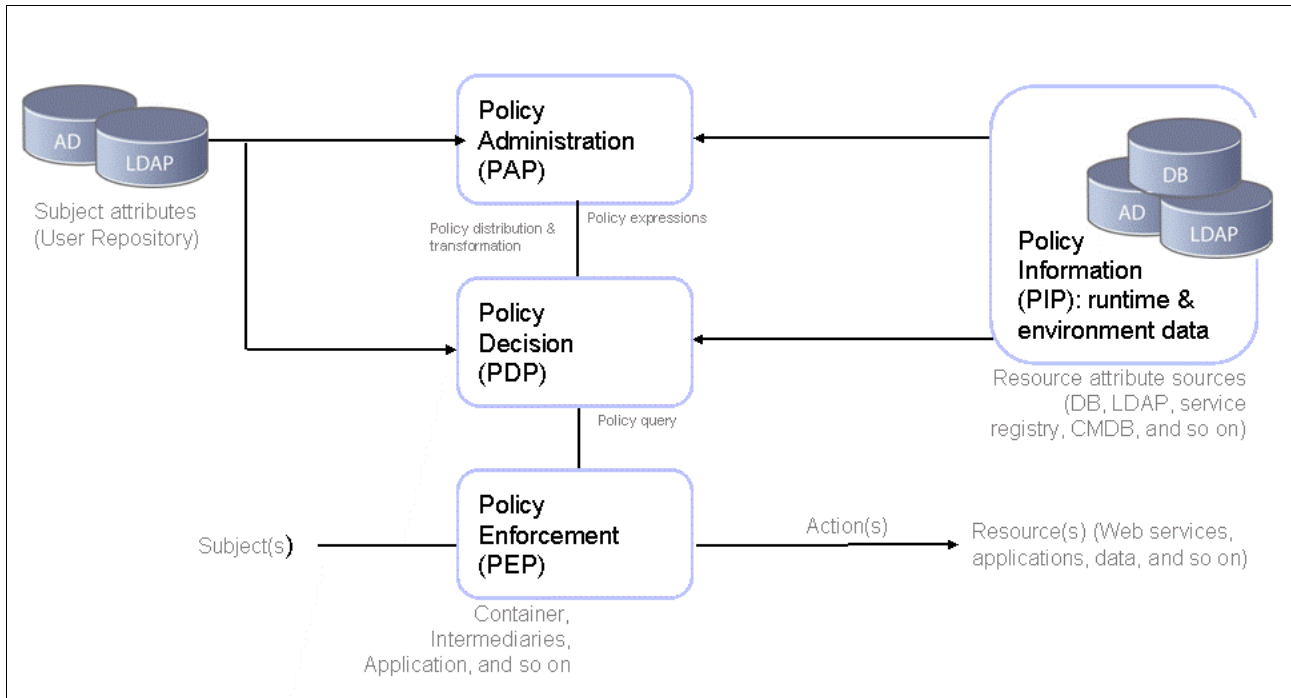 AD
LDAP
Subject attributes
(User Repository)
Policy
Administration
(PAP)
Policy distribution &
transformation
Policy expressions
DB
AD
LDAP
Policy
Information
(PIP): runtime &
environment data
Resource attribute sources
(DB, LDAP, service
registry, CMDB, and so on)
Policy
Decision
(PDP)
Policy query
Subject(s)
Policy
Enforcement
(PEP)
Container,
Intermediaries,
Application, and so on
Action(s)
Resource(s) (Web services,
applications, data, and so on)